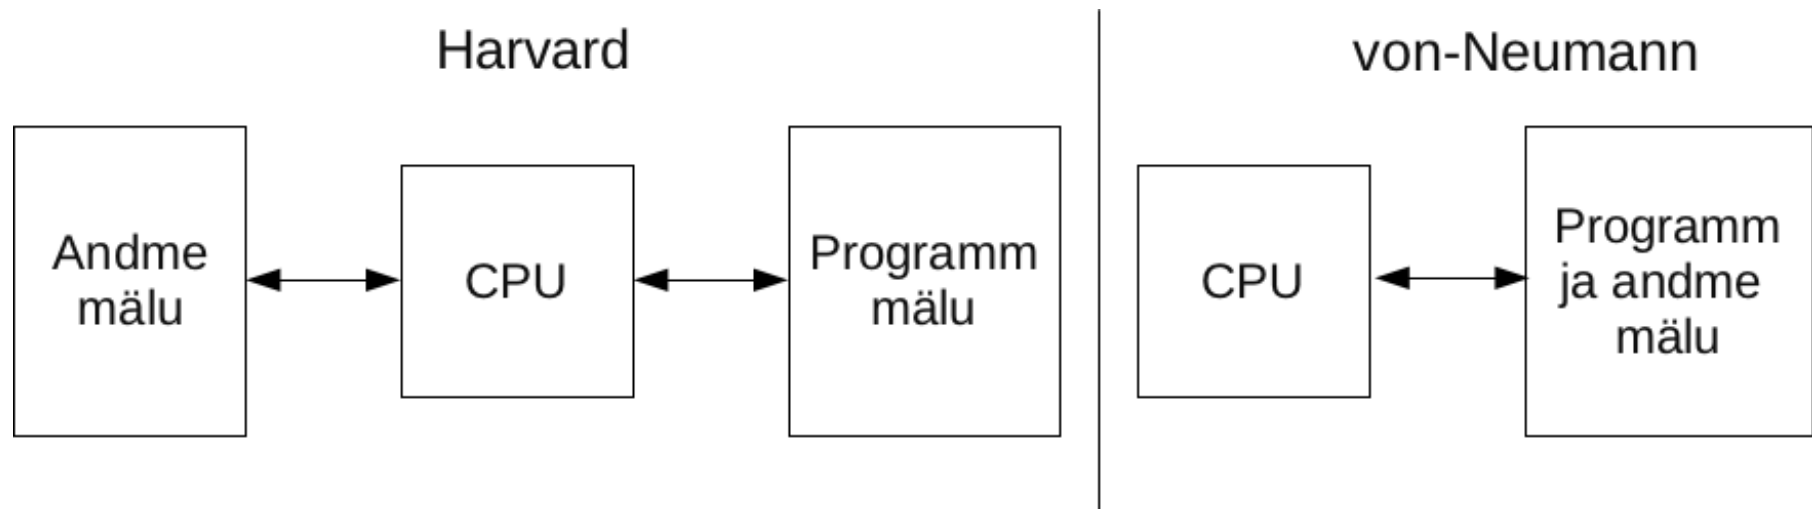 Harvard
von-Neumann
Andme
mälu
CPU
Programm
mälu
CPU
Programm
ja andme
mälu